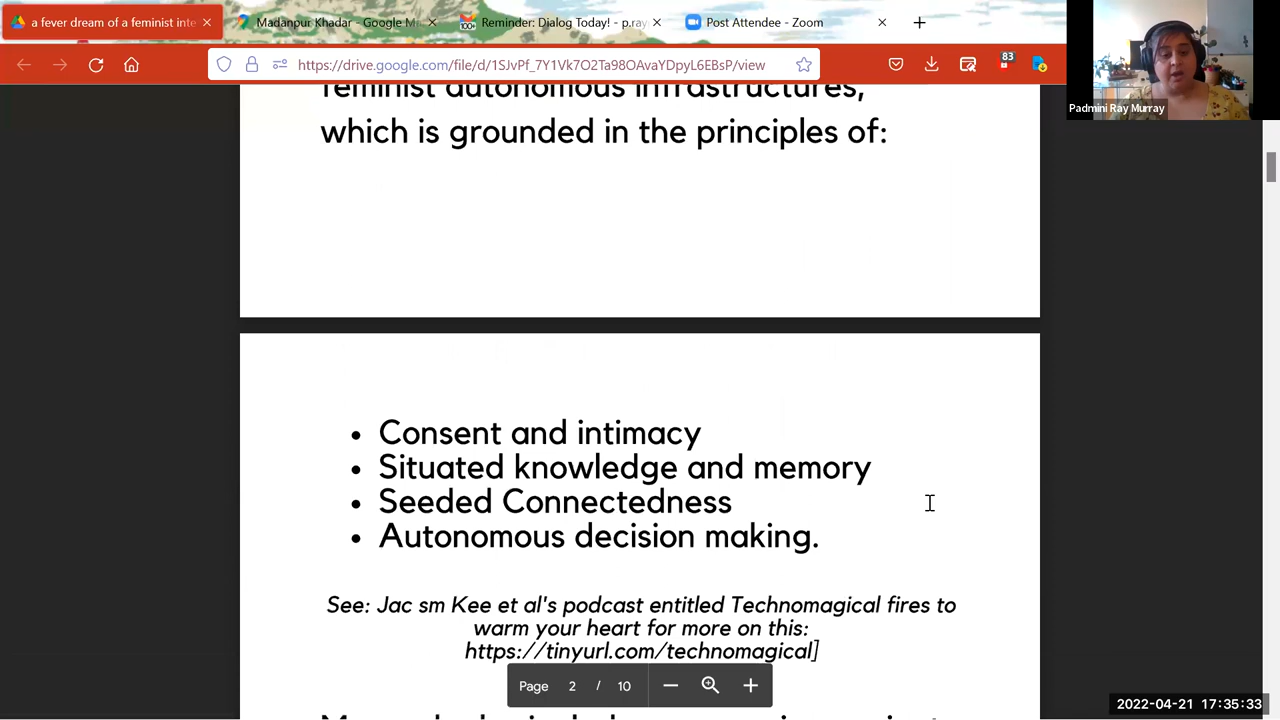 a fever dream of a feminist inte
Madanpur Khadar - Google M
Reminder: Dialog Today! - p.ray
Post Attendee - Zoom
https://drive.google.com/file/d/1SJvPf_7Y1Vk7O2Ta98OAvaYDpyL6EBsP/view
83
Padmini Ray Murray
feminist autonomous infrastructures,
which is grounded in the principles of:
• Consent and intimacy
• Situated knowledge and memory
• Seeded Connectedness
• Autonomous decision making.
See: Jac sm Kee et al's podcast entitled Technomagical fires to
warm your heart for more on this:
https://tinyurl.com/technomagical]
Page 2 / 10
2022-04-21 17:35:33